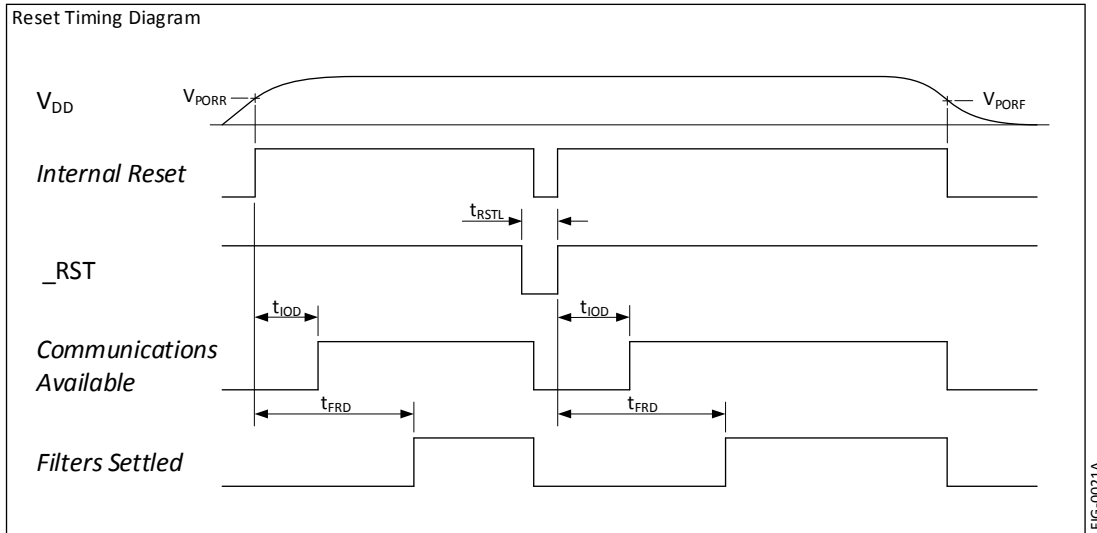 Reset Timing Diagram
VDD
VPORR
VPORF
Internal Reset
tRSTL
_RST
tIOD
tIOD
Communications
Available
tFRD
tFRD
Filters Settled
FIG-0021A